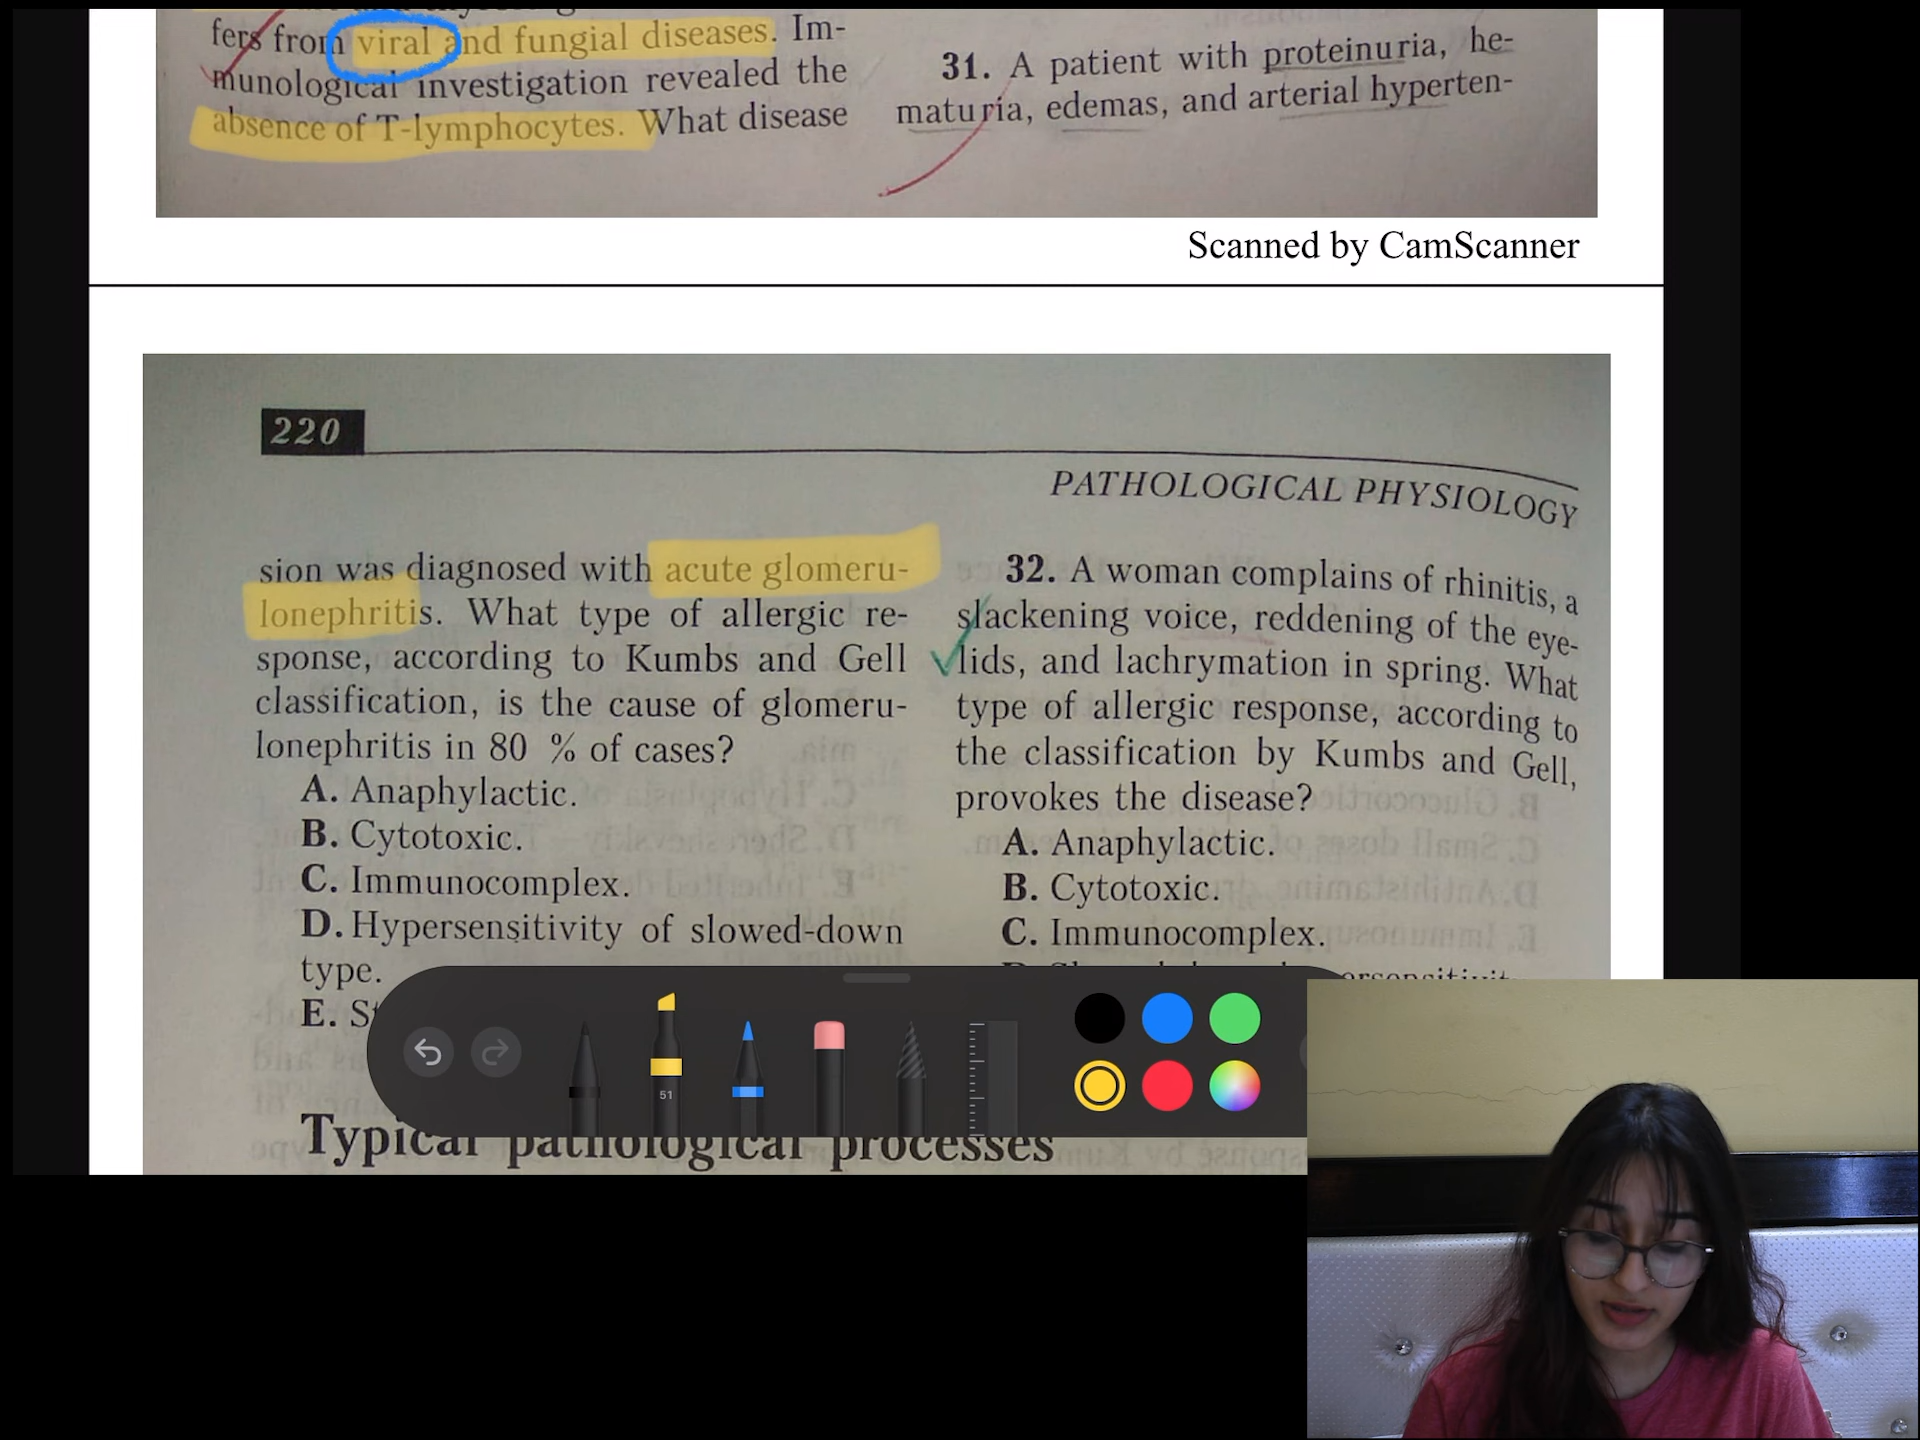 fers from viral and fungial diseases. Im-
munological investigation revealed the
absence of T-lymphocytes. What disease
31. A patient with proteinuria, he-
maturia, edemas, and arterial hyperten-
Scanned by CamScanner
220
PATHOLOGICAL PHYSIOLOGY
sion was diagnosed with acute glomeru-
lonephritis. What type of allergic re-
sponse, according to Kumbs and Gell
classification, is the cause of glomeru-
lonephritis in 80 % of cases?
A. Anaphylactic.
B. Cytotoxic.
C. Immunocomplex.
D. Hypersensitivity of slowed-down
type.
E.
32. A woman complains of rhinitis, a
slackening voice, reddening of the eye-
lids, and lachrymation in spring. What
type of allergic response, according to
the classification by Kumbs and Gell,
provokes the disease?
A. Anaphylactic.
B. Cytotoxic.
C. Immunocomplex.
51
Typical pathological processes